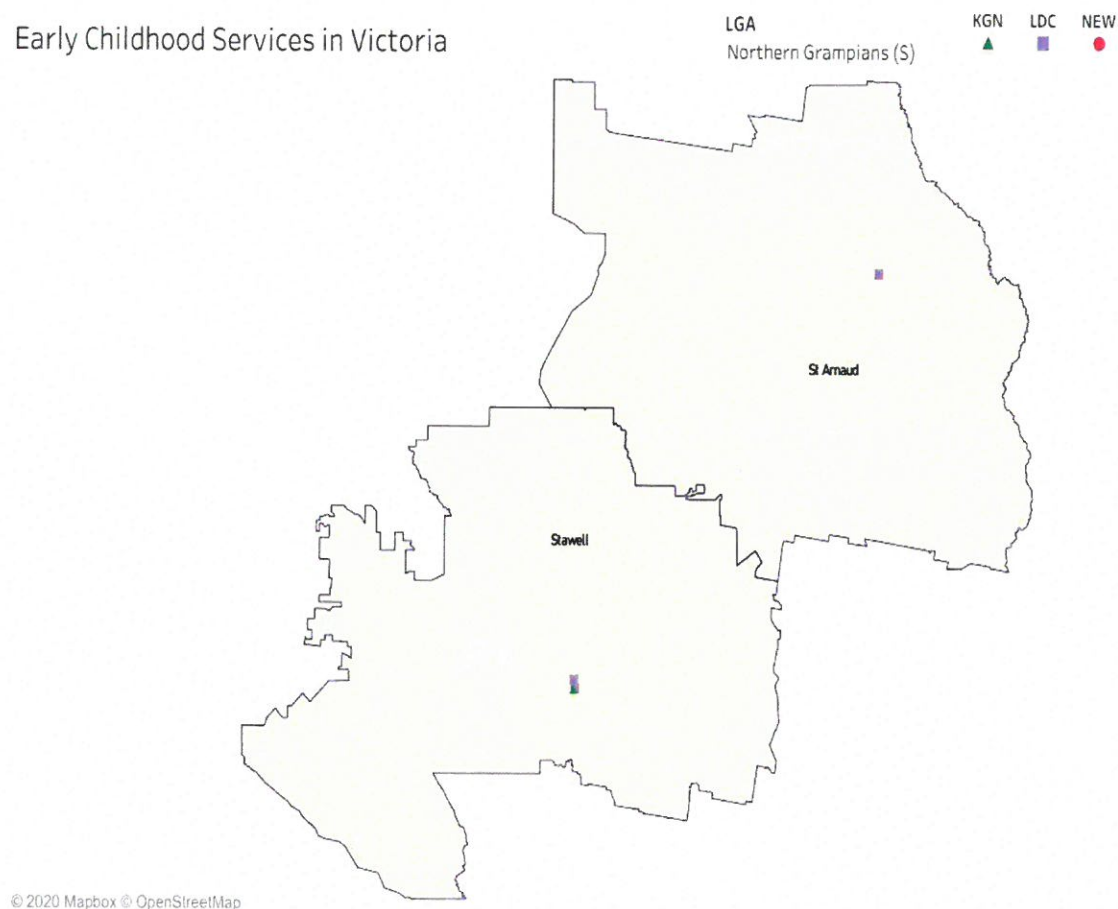 Early Childhood Services in Victoria
LGA
Northern Grampians (S)
KGN LDC NEW
St Arnaud
Stawell
© 2020 Mapbox © OpenStreetMap